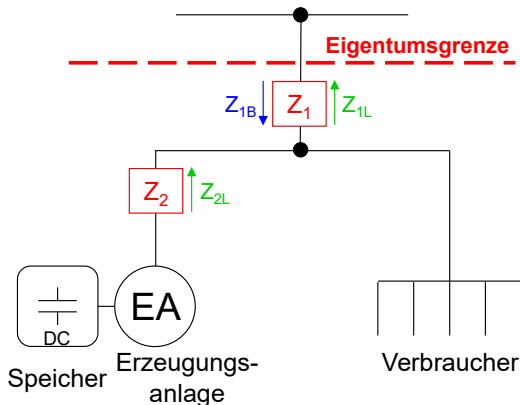 Eigentumsgrenze
Z1B
Z1
Z1L
Z2
Z2L
EA
DC
Speicher
Erzeugungs-
anlage
Verbraucher